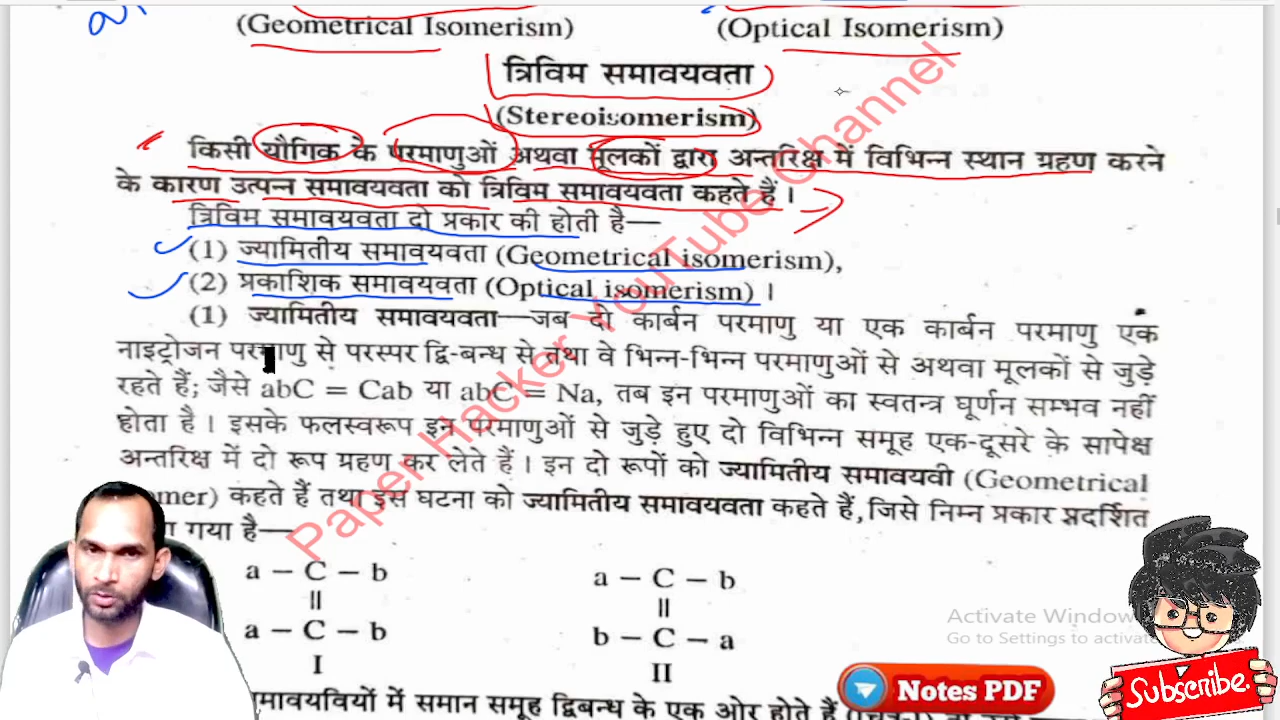 (Geometrical Isomerism) (Optical Isomerism)
त्रिविम समावयवता
(Stereoisomerism)
किसी यौगिक के परमाणुओं अथवा मूलकों द्वारा अन्तरिक्ष में विभिन्न स्थान ग्रहण करने
के कारण उत्पन्न समावयवता को त्रिविम समावयवता कहते हैं।
त्रिविम समावयवता दो प्रकार की होती है—
(1) ज्यामितीय समावयवता (Geometrical isomerism),
(2) प्रकाशिक समावयवता (Optical isomerism)।
(1) ज्यामितीय समावयवता—जब दो कार्बन परमाणु या एक कार्बन परमाणु एक
नाइट्रोजन परमाणु से परस्पर द्वि-बन्ध से तथा वे भिन्न-भिन्न परमाणुओं से अथवा मूलकों से जुड़े
रहते हैं; जैसे abC = Cab या abC = Na, तब इन परमाणुओं का स्वतन्त्र घूर्णन सम्भव नहीं
होता है। इसके फलस्वरूप इन परमाणुओं से जुड़े हुए दो विभिन्न समूह एक-दूसरे के सापेक्ष
अन्तरिक्ष में दो रूप ग्रहण कर लेते हैं। इन दो रूपों को ज्यामितीय समावयवी (Geometrical
omer) कहते हैं तथा इस घटना को ज्यामितीय समावयवता कहते हैं, जिसे निम्न प्रकार प्रदर्शित
गया है—
a – C – b a – C – b
|| ||
a – C – b b – C – a
I II
मावयवियों में समान समूह द्विबन्ध के एक ओर होते हैं
Paper Hacker YouTube Channel
Activate Window
Go to Settings to activate
Notes PDF
Subscribe.